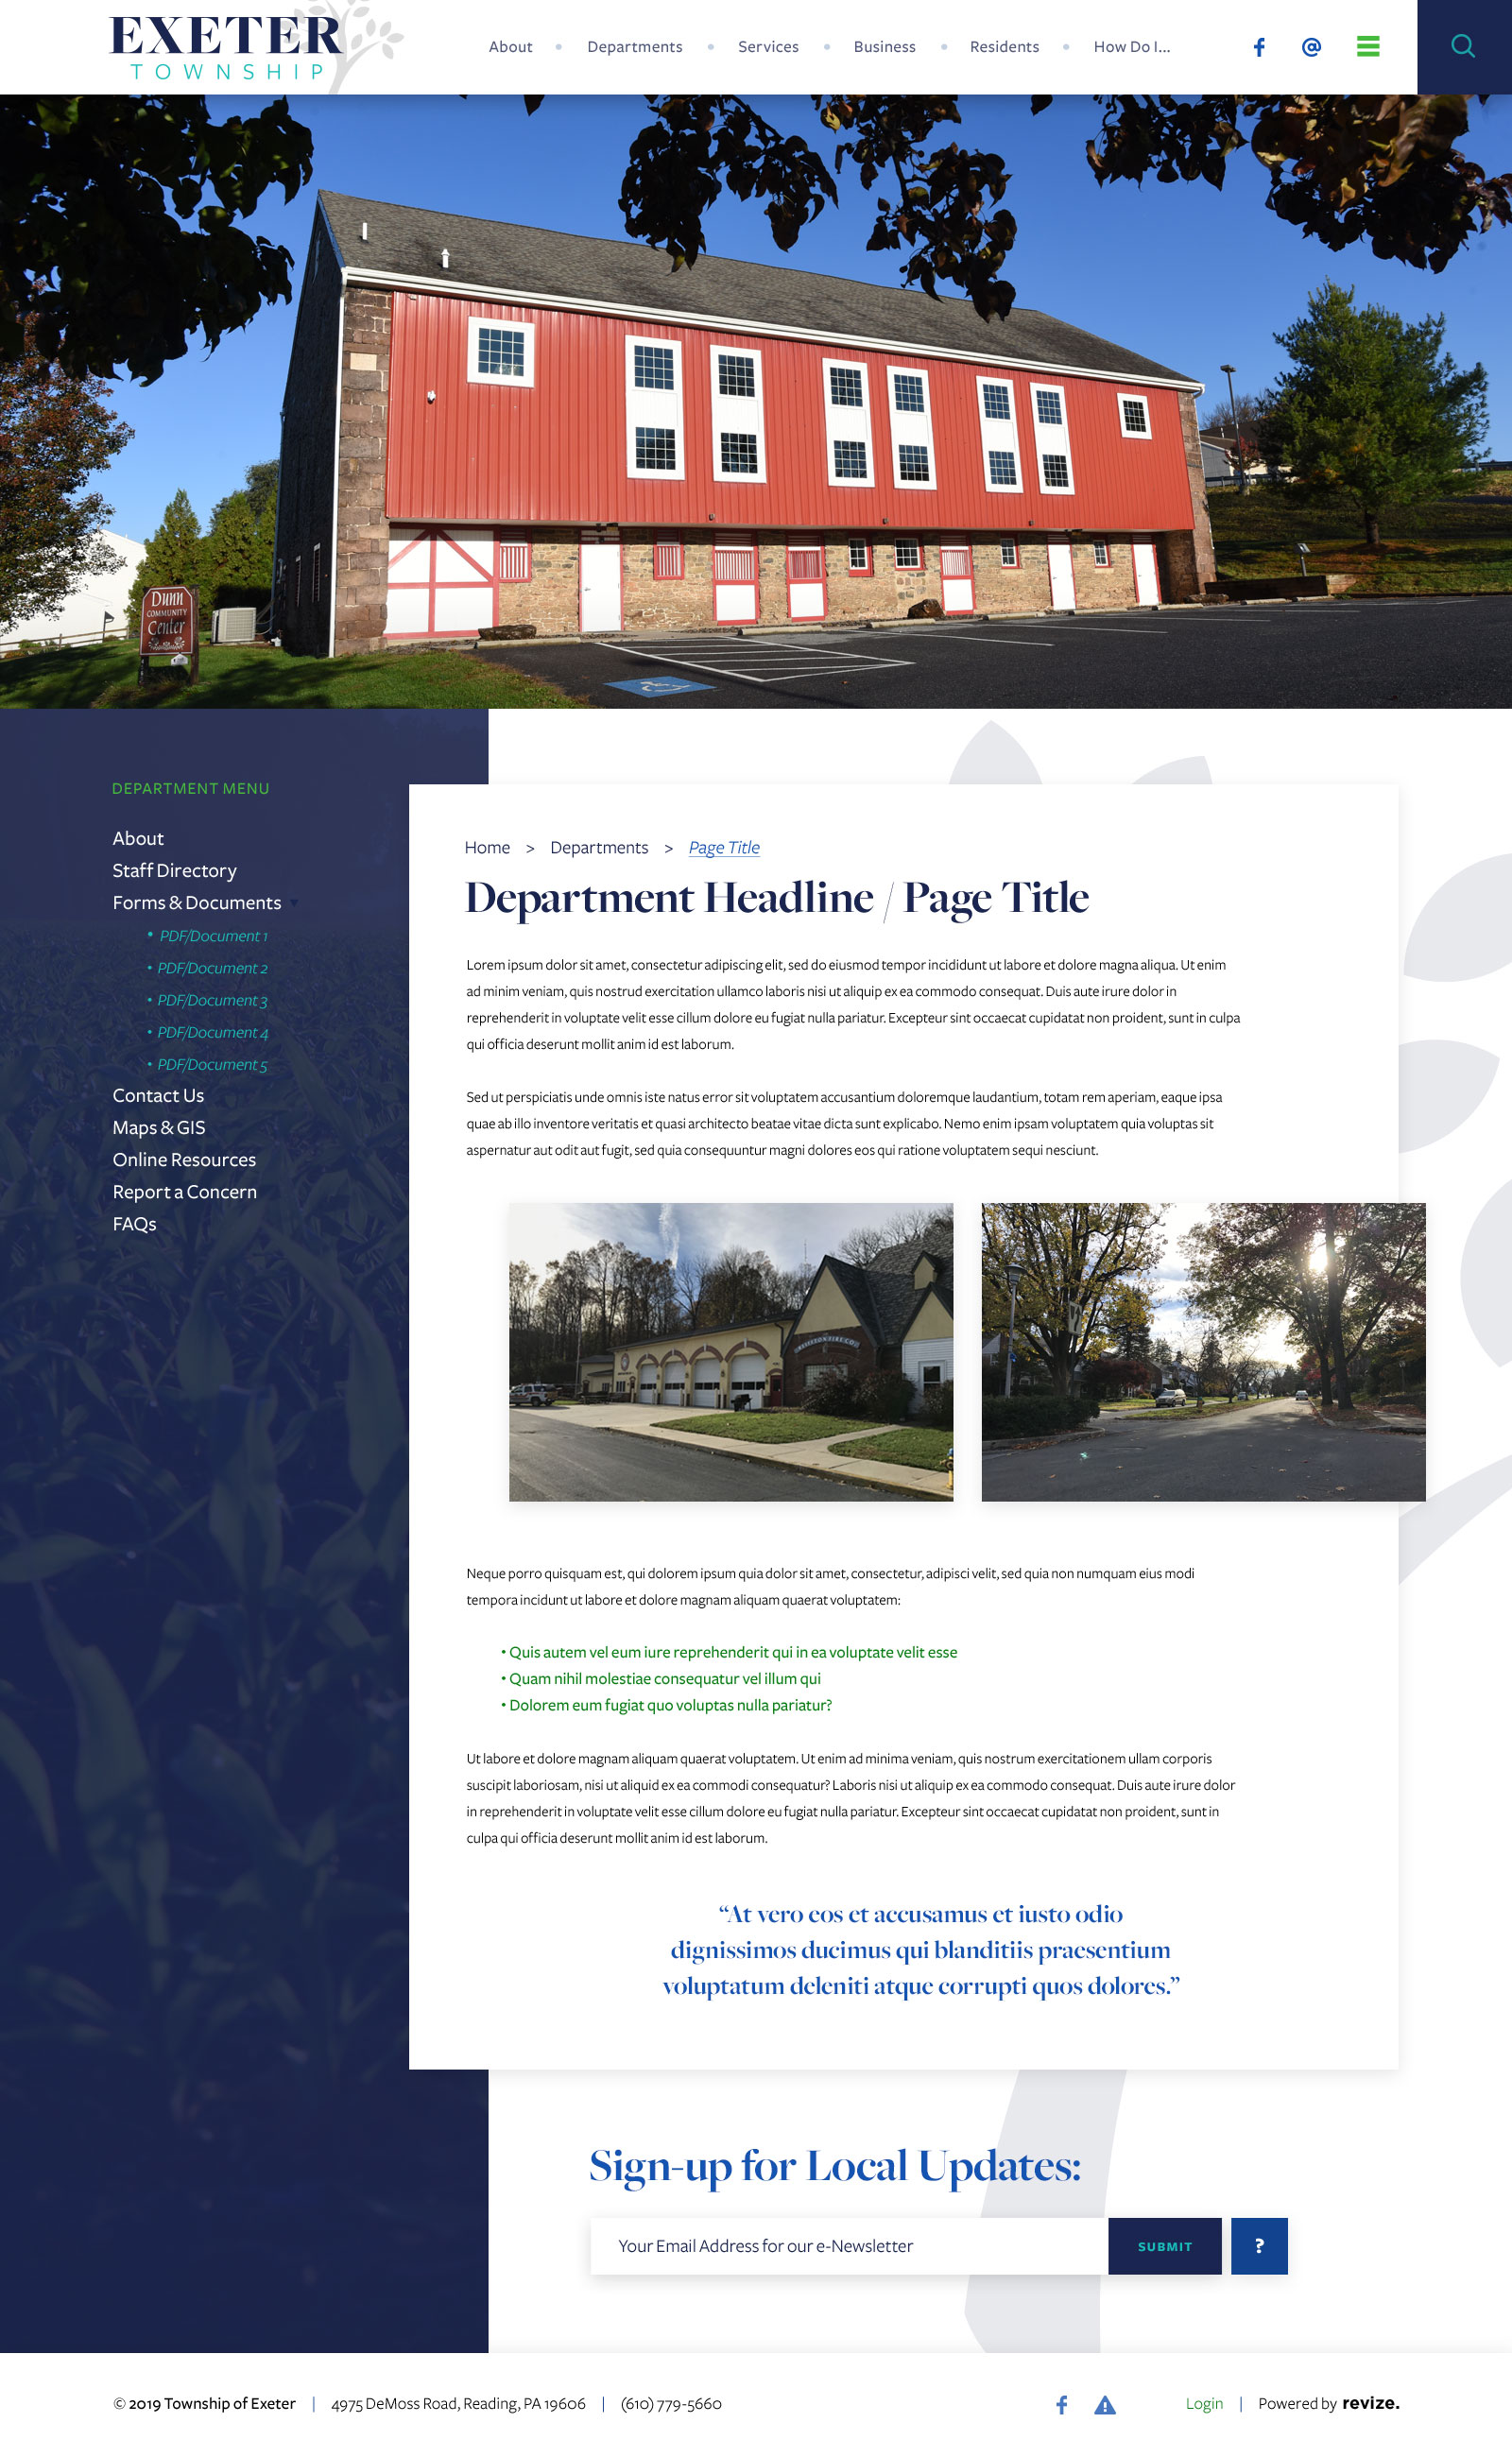 EXETER
TOWNSHIP
About • Departments • Services • Business • Residents • How Do I...
Dunn
COMMUNITY
Center
DEPARTMENT MENU
About
Staff Directory
Forms & Documents
• PDF/Document 1
• PDF/Document 2
• PDF/Document 3
• PDF/Document 4
• PDF/Document 5
Contact Us
Maps & GIS
Online Resources
Report a Concern
FAQs
Home > Departments > Page Title
Department Headline / Page Title
Lorem ipsum dolor sit amet, consectetur adipiscing elit, sed do eiusmod tempor incididunt ut labore et dolore magna aliqua. Ut enim
ad minim veniam, quis nostrud exercitation ullamco laboris nisi ut aliquip ex ea commodo consequat. Duis aute irure dolor in
reprehenderit in voluptate velit esse cillum dolore eu fugiat nulla pariatur. Excepteur sint occaecat cupidatat non proident, sunt in culpa
qui officia deserunt mollit anim id est laborum.
Sed ut perspiciatis unde omnis iste natus error sit voluptatem accusantium doloremque laudantium, totam rem aperiam, eaque ipsa
quae ab illo inventore veritatis et quasi architecto beatae vitae dicta sunt explicabo. Nemo enim ipsam voluptatem quia voluptas sit
aspernatur aut odit aut fugit, sed quia consequuntur magni dolores eos qui ratione voluptatem sequi nesciunt.
Neque porro quisquam est, qui dolorem ipsum quia dolor sit amet, consectetur, adipisci velit, sed quia non numquam eius modi
tempora incidunt ut labore et dolore magnam aliquam quaerat voluptatem:
• Quis autem vel eum iure reprehenderit qui in ea voluptate velit esse
• Quam nihil molestiae consequatur vel illum qui
• Dolorem eum fugiat quo voluptas nulla pariatur?
Ut labore et dolore magnam aliquam quaerat voluptatem. Ut enim ad minima veniam, quis nostrum exercitationem ullam corporis
suscipit laboriosam, nisi ut aliquid ex ea commodi consequatur? Laboris nisi ut aliquip ex ea commodo consequat. Duis aute irure dolor
in reprehenderit in voluptate velit esse cillum dolore eu fugiat nulla pariatur. Excepteur sint occaecat cupidatat non proident, sunt in
culpa qui officia deserunt mollit anim id est laborum.
“At vero eos et accusamus et iusto odio
dignissimos ducimus qui blanditiis praesentium
voluptatum deleniti atque corrupti quos dolores.”
Sign-up for Local Updates:
Your Email Address for our e-Newsletter SUBMIT ?
© 2019 Township of Exeter | 4975 DeMoss Road, Reading, PA 19606 | (610) 779-5660 Login | Powered by revize.